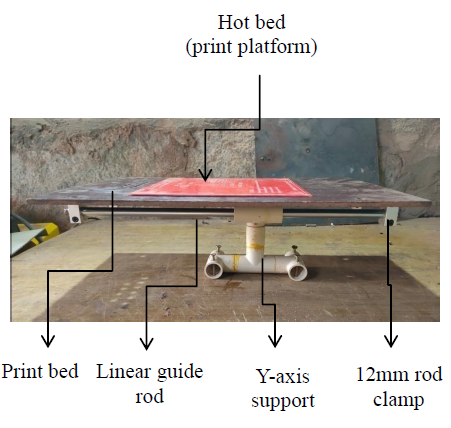 Hot bed
(print platform)
Print bed
Linear guide
rod
Y-axis
support
12mm rod
clamp